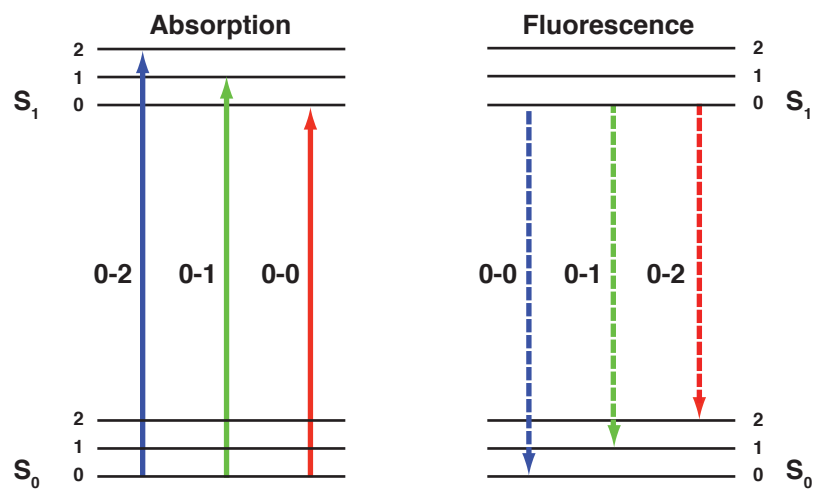 Absorption
2
1
S₁ 0
0-2 0-1 0-0
2
1
S₀ 0
Fluorescence
2
1
0 S₁
0-0 0-1 0-2
2
1
0 S₀